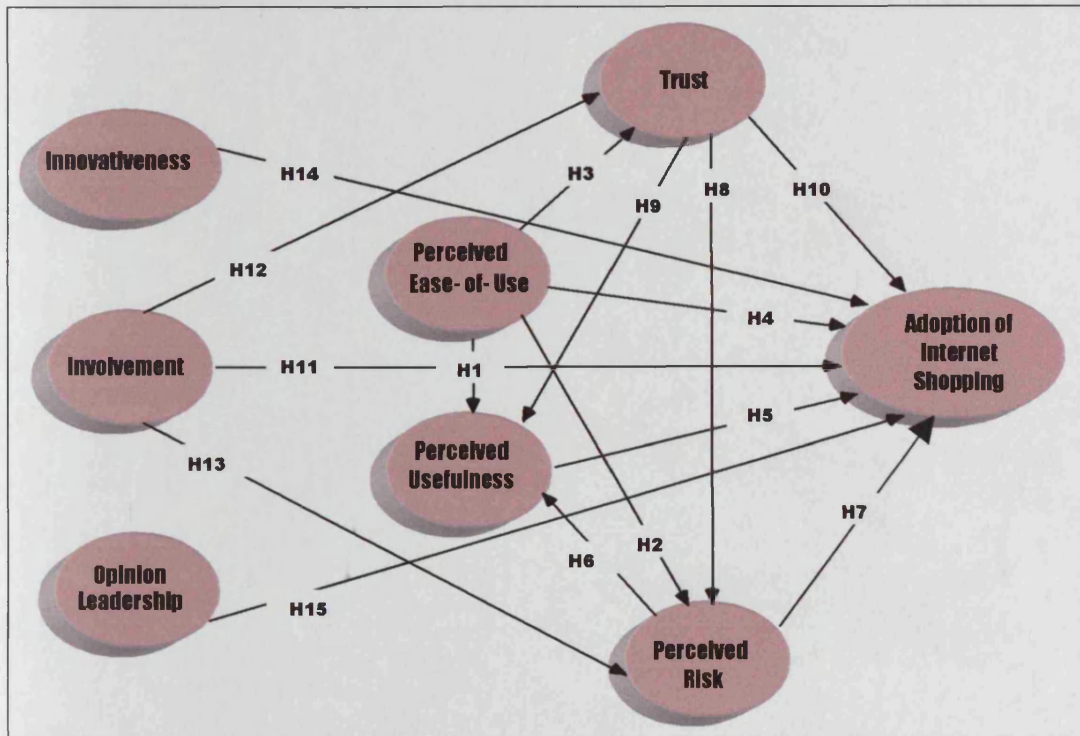 Trust
Innovativeness
H14
H3
H9
H8
H10
H12
Perceived
Ease- of- Use
H4
Adoption of
Internet
Shopping
Involvement
H11
H1
H5
H13
Perceived
Usefulness
H7
H6
H2
Opinion
Leadership
H15
Perceived
Risk